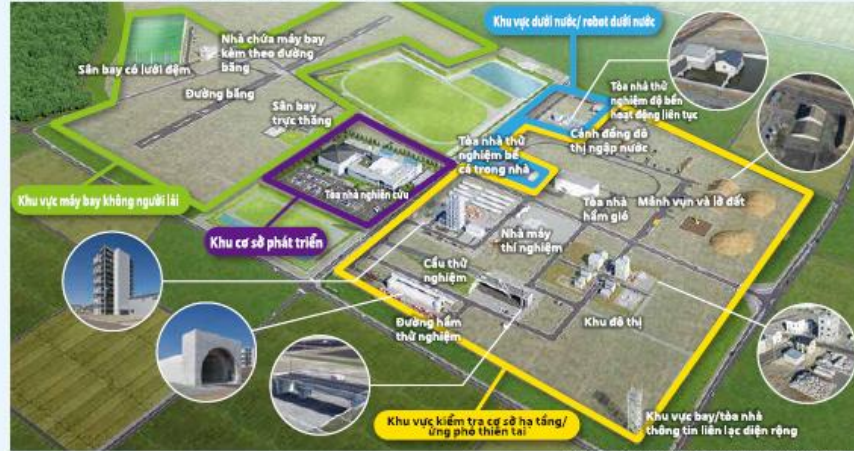 Khu vực dưới nước/ robot dưới nước
Nhà chứa máy bay
kèm theo đường
băng
Sân bay có lưới đệm
Đường băng
Sân bay
trực thăng
Tòa nhà thử
nghiệm độ bền
hoạt động liên tục
Cánh đồng đô
thị ngập nước
Tòa nhà thử
nghiệm bể
cá trong nhà
Khu vực máy bay không người lái
Tòa nhà nghiên cứu
Tòa nhà
hầm gió
Mảnh vụn và lở đất
Khu cơ sở phát triển
Nhà máy
thí nghiệm
Cầu thử
nghiệm
Đường hầm
thử nghiệm
Khu đô thị
Khu vực kiểm tra cơ sở hạ tầng/
ứng phó thiên tai
Khu vực bay/tòa nhà
thông tin liên lạc diện rộng